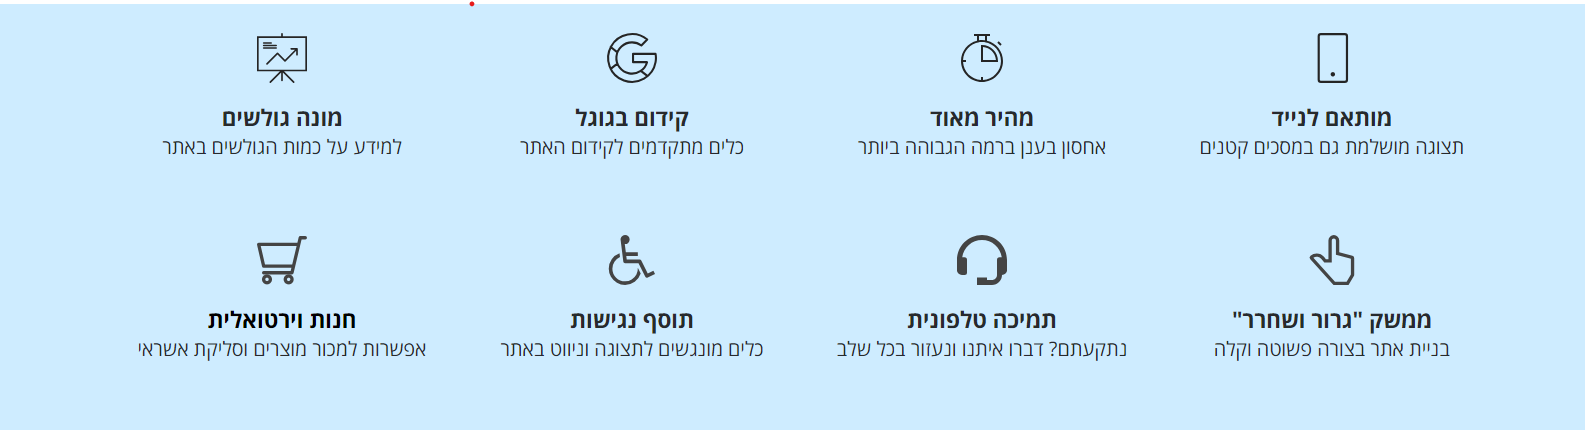 מותאם לנייד
תצוגה מושלמת גם במסכים קטנים
מהיר מאוד
אחסון בענן ברמה הגבוהה ביותר
קידום בגוגל
כלים מתקדמים לקידום האתר
מונה גולשים
למידע על כמות הגולשים באתר
ממשק "גרור ושחרר"
בניית אתר בצורה פשוטה וקלה
תמיכה טלפונית
נתקעתם? דברו איתנו ונעזור בכל שלב
תוסף נגישות
כלים מונגשים לתצוגה וניווט באתר
חנות וירטואלית
אפשרות למכור מוצרים וסליקת אשראי